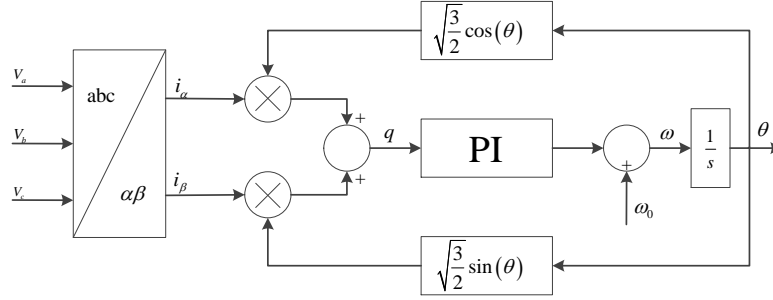 √(3/2) cos(θ)
V_a
abc
i_α
+
V_b
q
PI
ω
1/s
θ
+
+
V_c
αβ
i_β
ω_0
√(3/2) sin(θ)